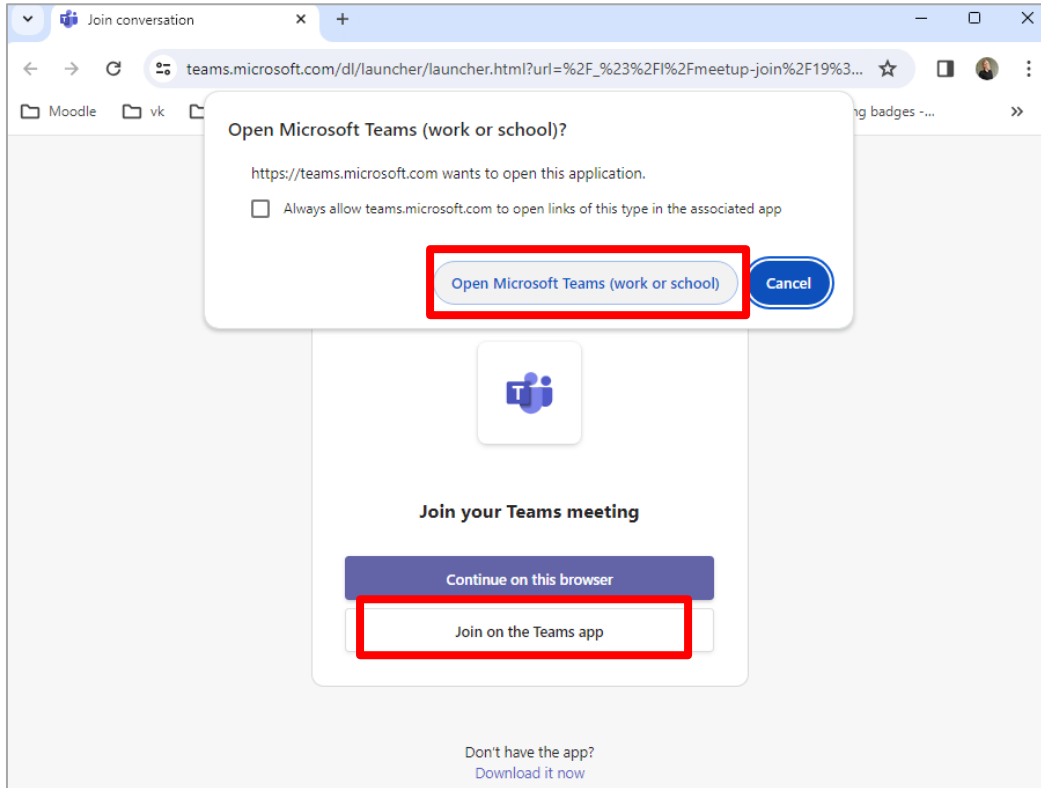 Join conversation
teams.microsoft.com/dl/launcher/launcher.html?url=%2F_%23%2Fl%2Fmeetup-join%2F19%3...
Moodle vk ng badges -...
Open Microsoft Teams (work or school)?
https://teams.microsoft.com wants to open this application.
Always allow teams.microsoft.com to open links of this type in the associated app
Open Microsoft Teams (work or school) Cancel
T
Join your Teams meeting
Continue on this browser
Join on the Teams app
Don't have the app?
Download it now